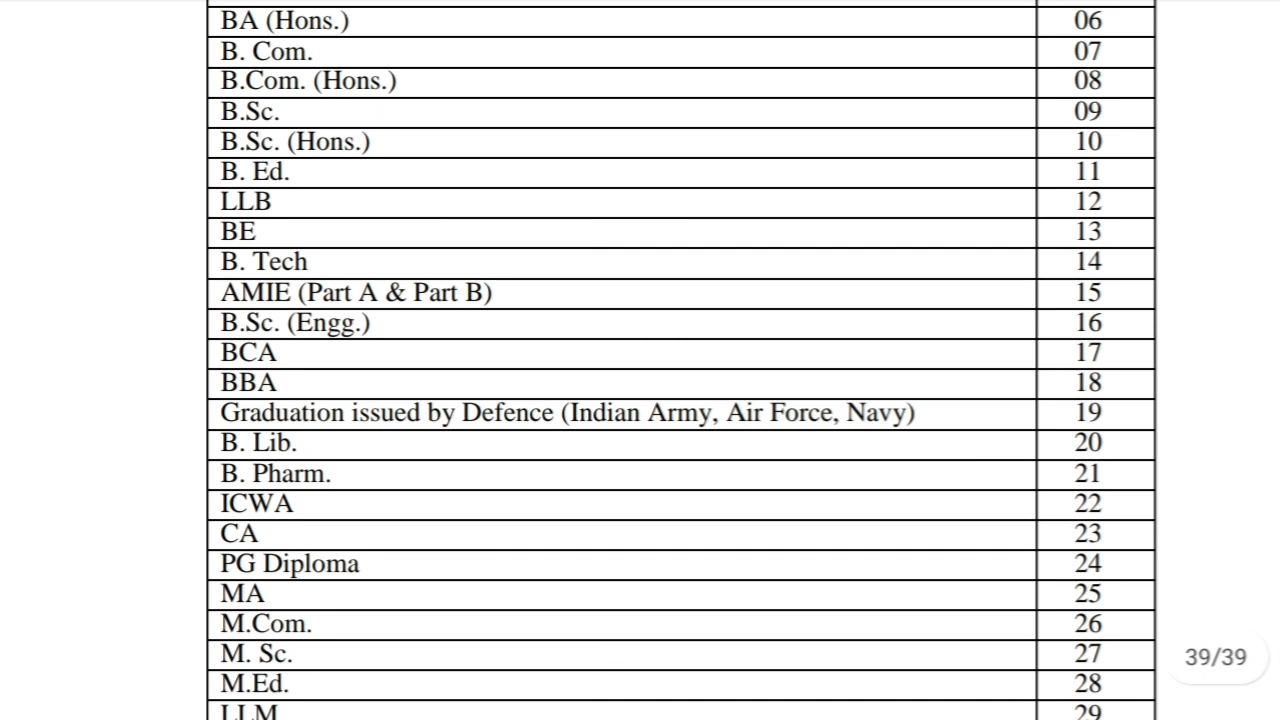 BA (Hons.) 06
B. Com. 07
B.Com. (Hons.) 08
B.Sc. 09
B.Sc. (Hons.) 10
B. Ed. 11
LLB 12
BE 13
B. Tech 14
AMIE (Part A & Part B) 15
B.Sc. (Engg.) 16
BCA 17
BBA 18
Graduation issued by Defence (Indian Army, Air Force, Navy) 19
B. Lib. 20
B. Pharm. 21
ICWA 22
CA 23
PG Diploma 24
MA 25
M.Com. 26
M. Sc. 27
39/39
M.Ed. 28
LLM 29